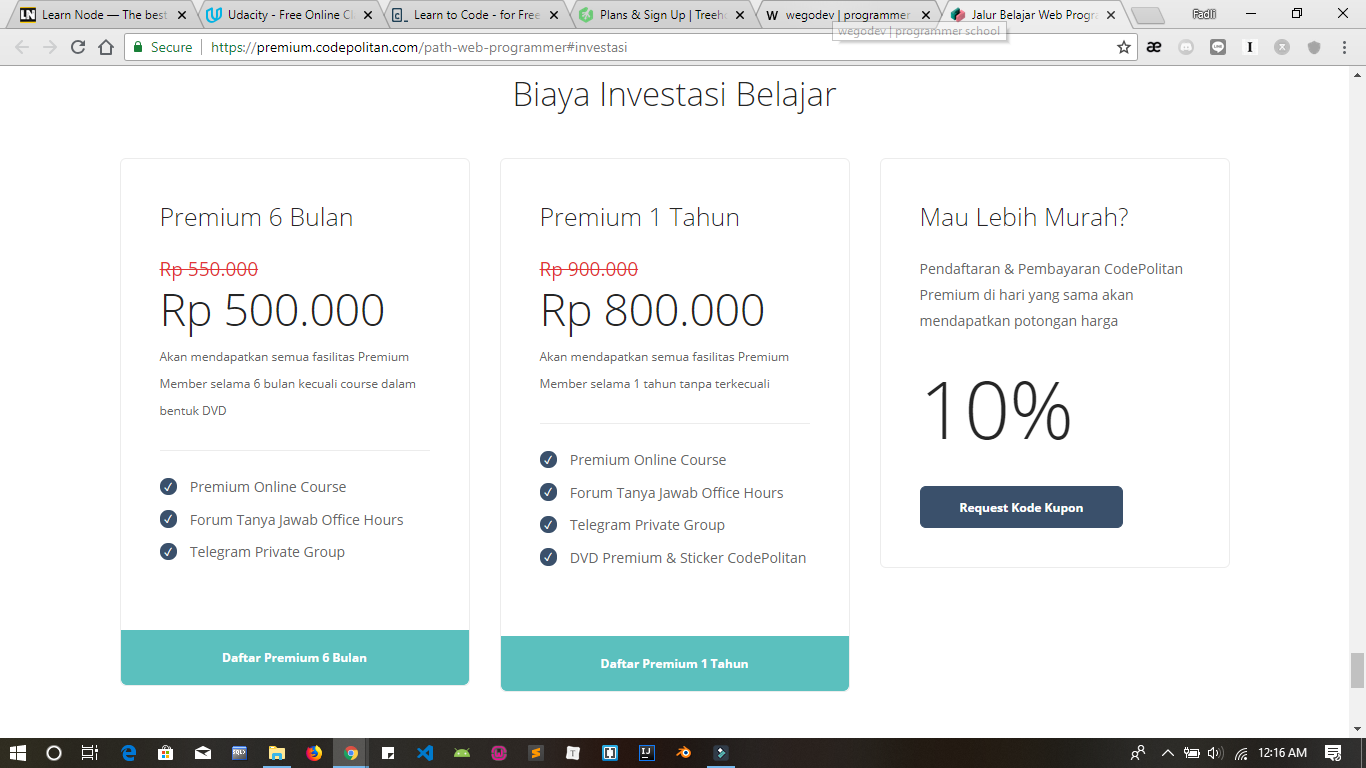 Learn Node — The best
Udacity - Free Online Cl
Learn to Code - for Free
Plans & Sign Up | Treeho
wegodev | programmer
Jalur Belajar Web Progra
Fadli
Secure
https://premium.codepolitan.com/path-web-programmer#investasi
wegodev | programmer school
Biaya Investasi Belajar
Premium 6 Bulan
Rp 550.000
Rp 500.000
Akan mendapatkan semua fasilitas Premium
Member selama 6 bulan kecuali course dalam
bentuk DVD
Premium Online Course
Forum Tanya Jawab Office Hours
Telegram Private Group
Daftar Premium 6 Bulan
Premium 1 Tahun
Rp 900.000
Rp 800.000
Akan mendapatkan semua fasilitas Premium
Member selama 1 tahun tanpa terkecuali
Premium Online Course
Forum Tanya Jawab Office Hours
Telegram Private Group
DVD Premium & Sticker CodePolitan
Daftar Premium 1 Tahun
Mau Lebih Murah?
Pendaftaran & Pembayaran CodePolitan
Premium di hari yang sama akan
mendapatkan potongan harga
10%
Request Kode Kupon
12:16 AM